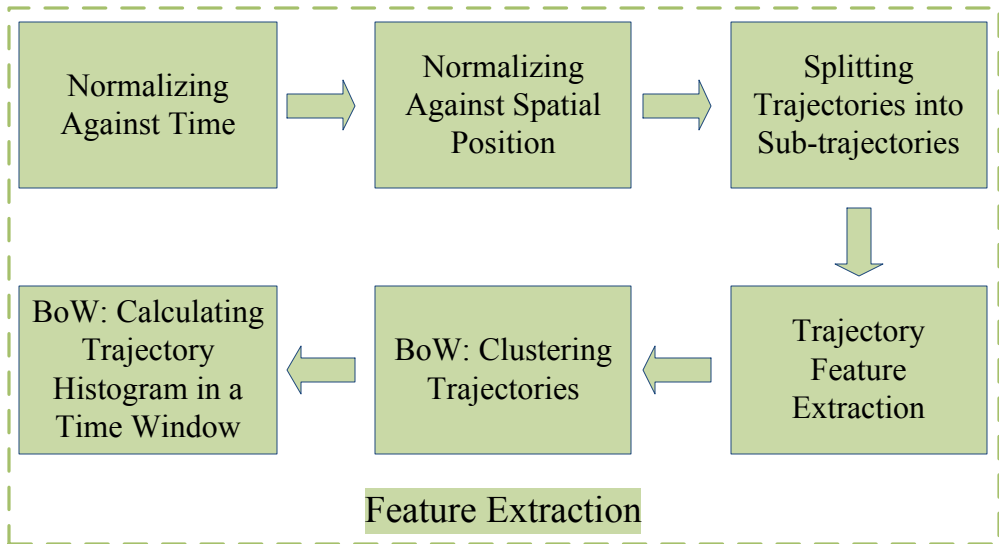 Normalizing
Against Time
Normalizing
Against Spatial
Position
Splitting
Trajectories into
Sub-trajectories
Trajectory
Feature
Extraction
BoW: Clustering
Trajectories
BoW: Calculating
Trajectory
Histogram in a
Time Window
Feature Extraction